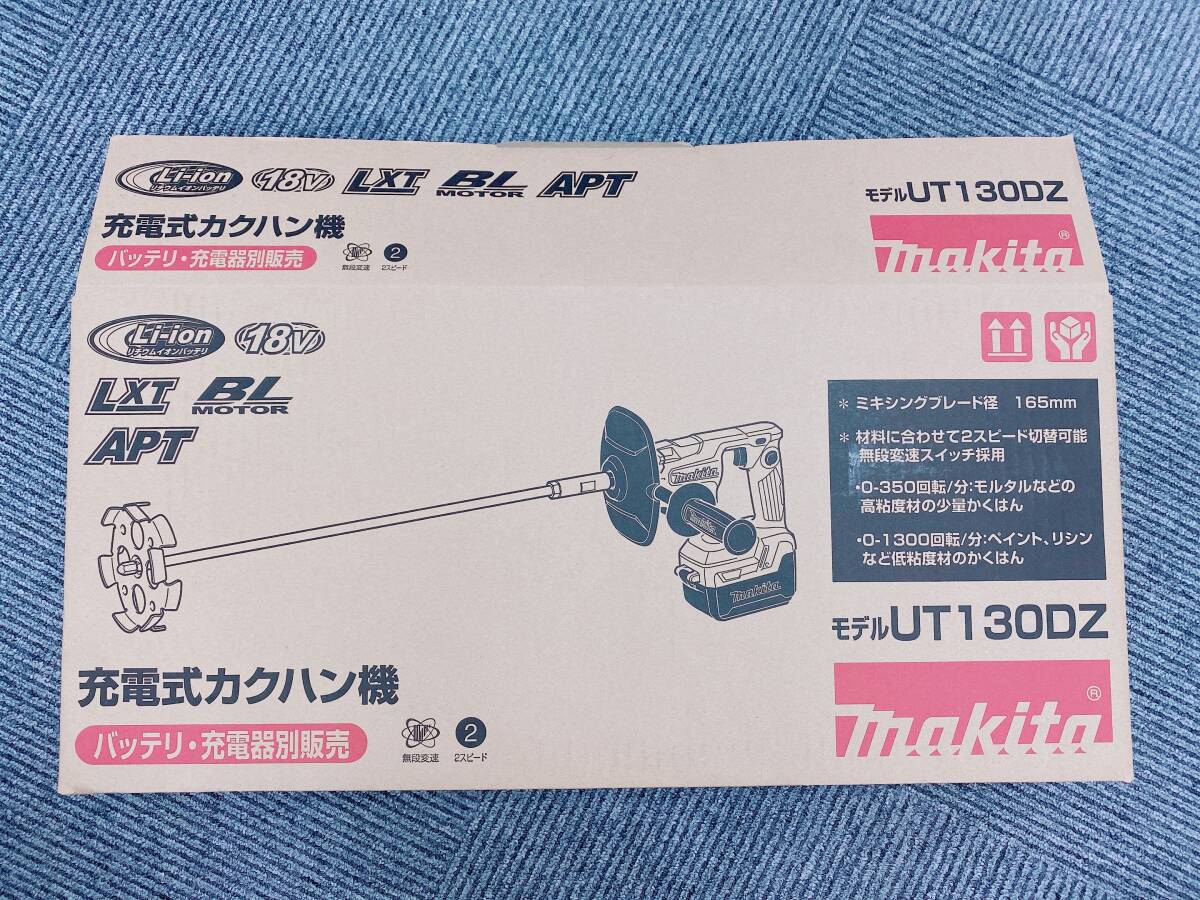 Li-ion
リチウムイオンバッテリ
18V
LXT
BL
MOTOR
APT
モデルUT130DZ
充電式カクハン機
バッテリ・充電器別販売
無段変速
2
2スピード
makita®
Li-ion
リチウムイオンバッテリ
18V
LXT
BL
MOTOR
APT
＊ ミキシングブレード径 165mm
＊ 材料に合わせて2スピード切替可能
無段変速スイッチ採用
・0-350回転/分:モルタルなどの
高粘度材の少量かくはん
・0-1300回転/分:ペイント、リシン
など低粘度材のかくはん
makita
makita
makita
モデルUT130DZ
充電式カクハン機
バッテリ・充電器別販売
無段変速
2
2スピード
makita®